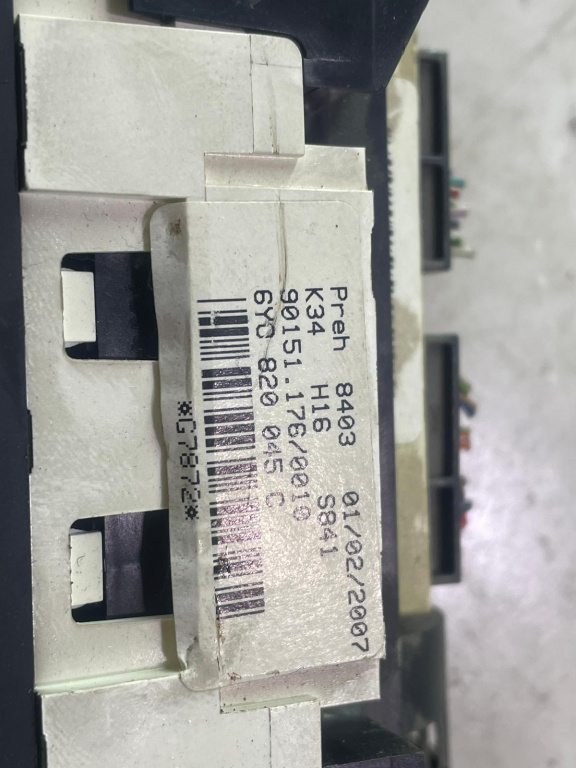 Preh 8403 01/02/2007
K34 H16 S841
90151.176/0010
6Y0 820 045 C
*G7872*